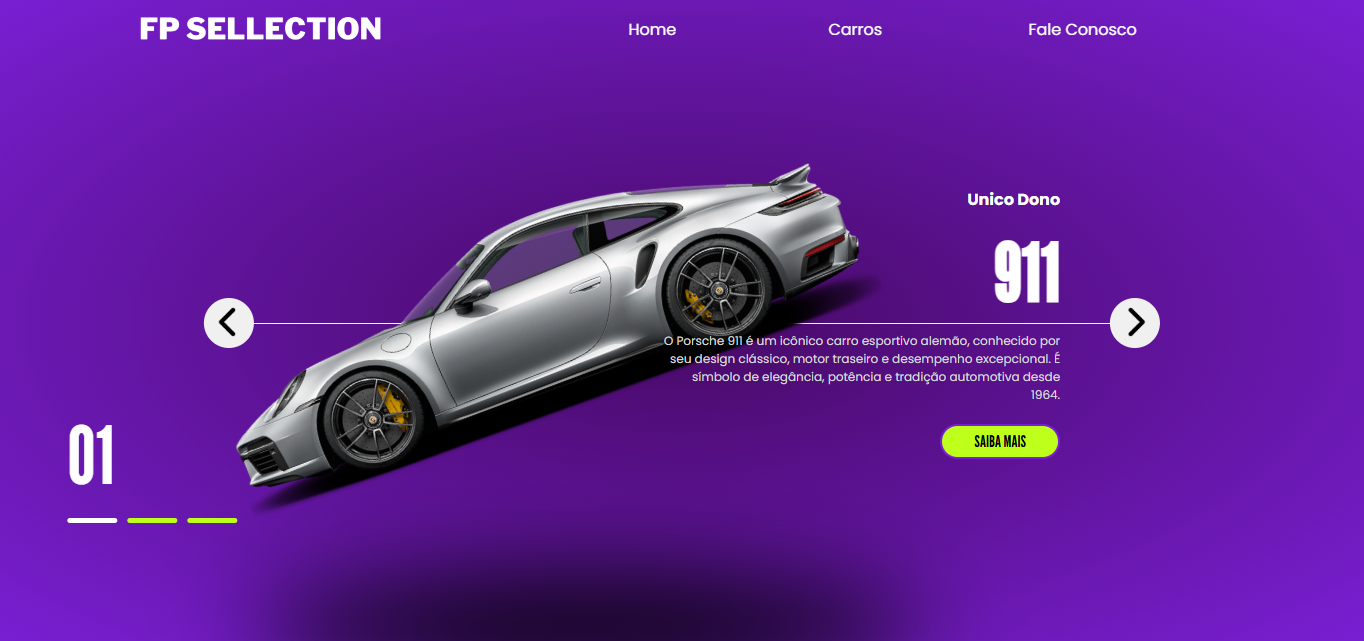 FP SELLECTION
Home
Carros
Fale Conosco
Unico Dono
911
O Porsche 911 é um icônico carro esportivo alemão, conhecido por
seu design clássico, motor traseiro e desempenho excepcional. É
símbolo de elegância, potência e tradição automotiva desde
1964.
SAIBA MAIS
01